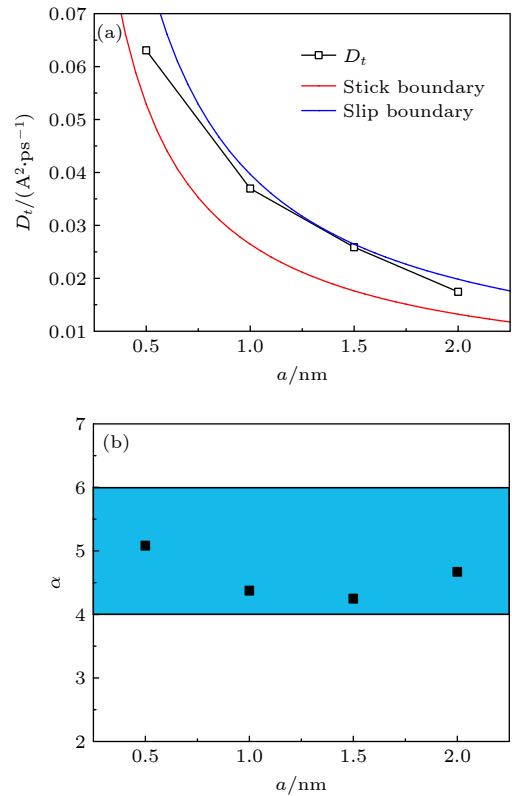 (a)
0.07
0.06
0.05
0.04
0.03
0.02
0.01
D_t/(A²·ps⁻¹)
D_t
Stick boundary
Slip boundary
0.5 1.0 1.5 2.0
a/nm
(b)
7
6
5
4
3
2
α
0.5 1.0 1.5 2.0
a/nm